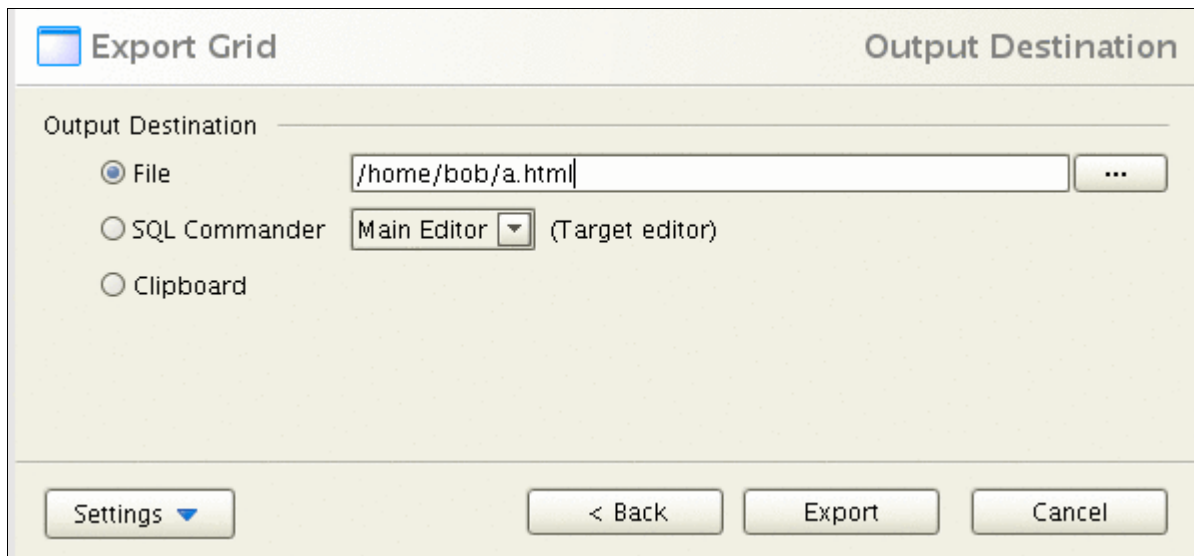 Export Grid Output Destination
Output Destination
File /home/bob/a.html ...
SQL Commander Main Editor (Target editor)
Clipboard
Settings < Back Export Cancel